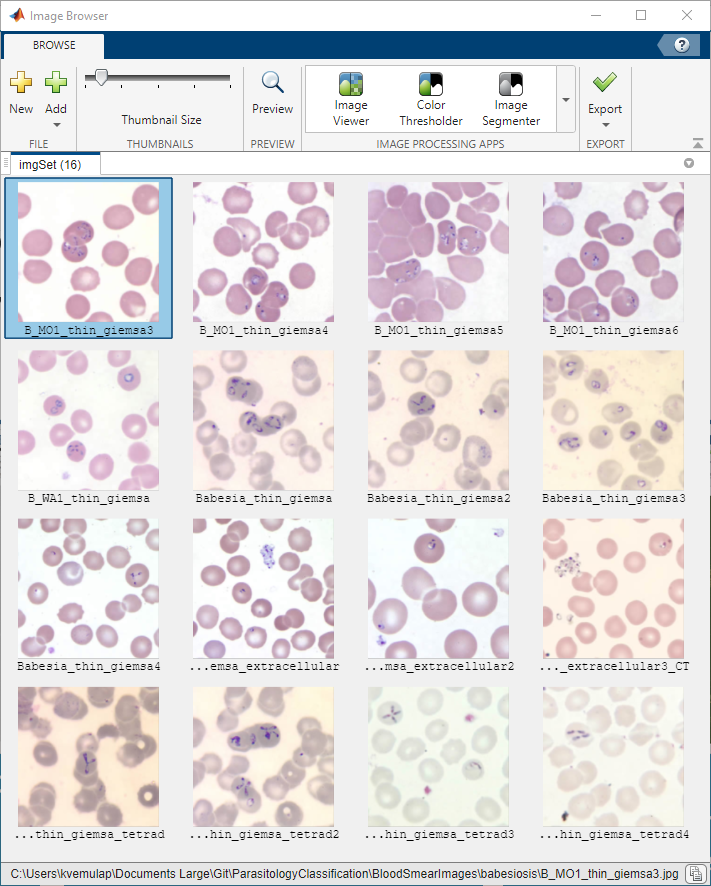 Image Browser
BROWSE
?
New
Add
Thumbnail Size
Preview
Image
Viewer
Color
Thresholder
Image
Segmenter
Export
FILE
THUMBNAILS
PREVIEW
IMAGE PROCESSING APPS
EXPORT
imgSet (16)
B_MO1_thin_giemsa3
B_MO1_thin_giemsa4
B_MO1_thin_giemsa5
B_MO1_thin_giemsa6
B_WA1_thin_giemsa
Babesia_thin_giemsa
Babesia_thin_giemsa2
Babesia_thin_giemsa3
Babesia_thin_giemsa4
...emsa_extracellular
...msa_extracellular2
..._extracellular3_CT
...thin_giemsa_tetrad
...hin_giemsa_tetrad2
...hin_giemsa_tetrad3
...hin_giemsa_tetrad4
C:\Users\kvemulap\Documents Large\Git\ParasitologyClassification\BloodSmearImages\babesiosis\B_MO1_thin_giemsa3.jpg